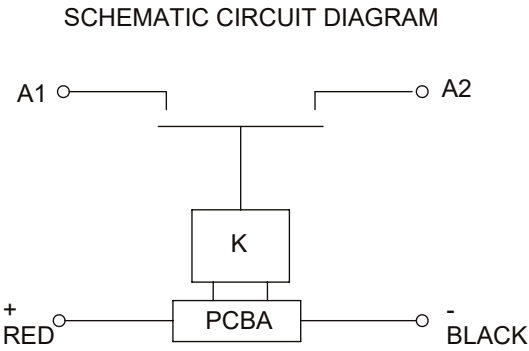 SCHEMATIC CIRCUIT DIAGRAM
A1
A2
K
+
RED
PCBA
-
BLACK